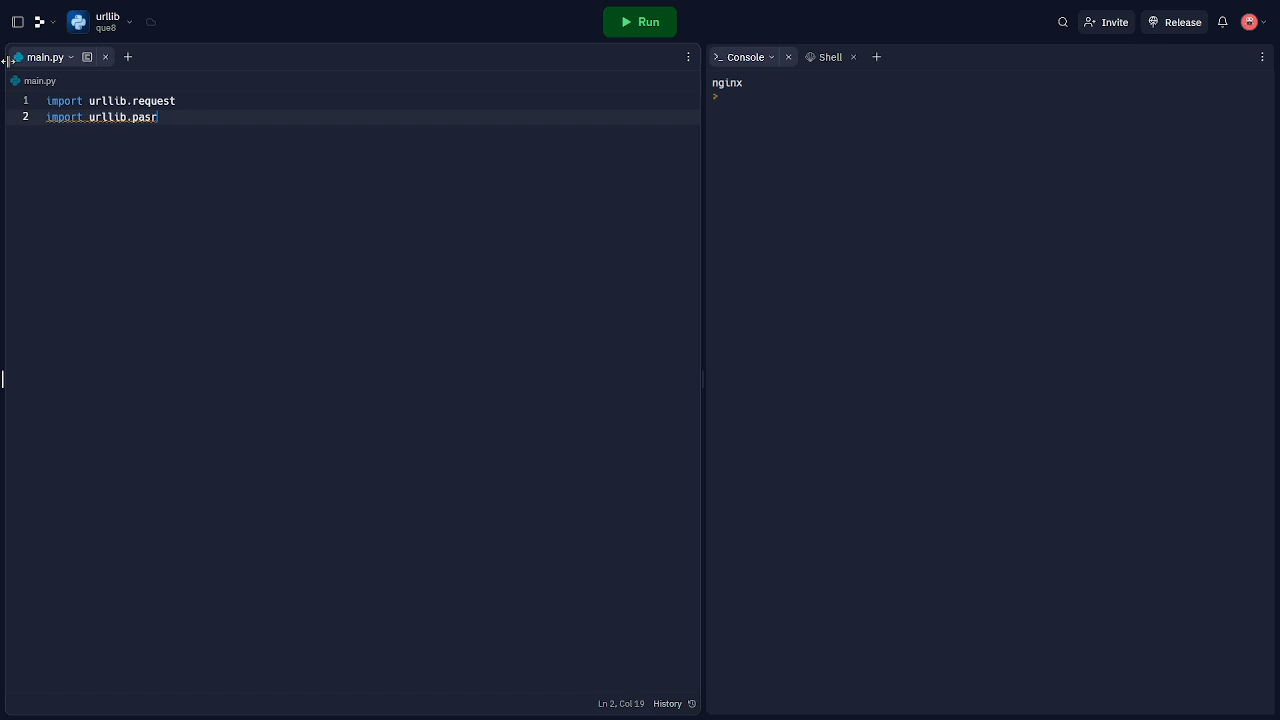 urllib
que8
Run
Invite
Release
main.py
Console
Shell
main.py
1 import urllib.request
2 import urllib.pasr
nginx
Ln 2, Col 19 History